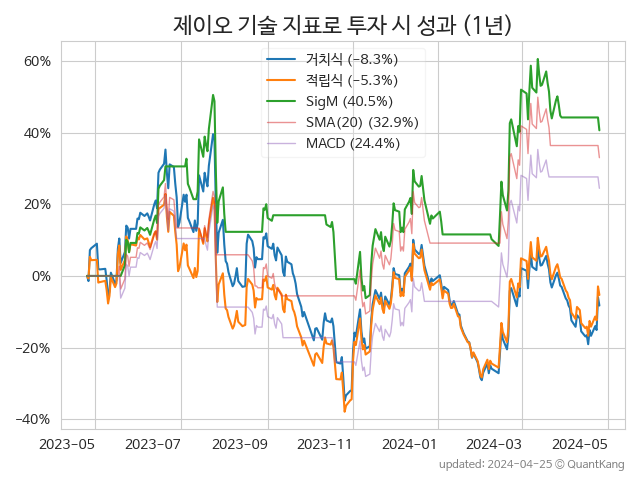 제이오 기술 지표로 투자 시 성과 (1년)
거치식 (-8.3%)
적립식 (-5.3%)
SigM (40.5%)
SMA(20) (32.9%)
MACD (24.4%)
60%
40%
20%
0%
-20%
-40%
2023-05 2023-07 2023-09 2023-11 2024-01 2024-03 2024-05
updated: 2024-04-25 © QuantKang